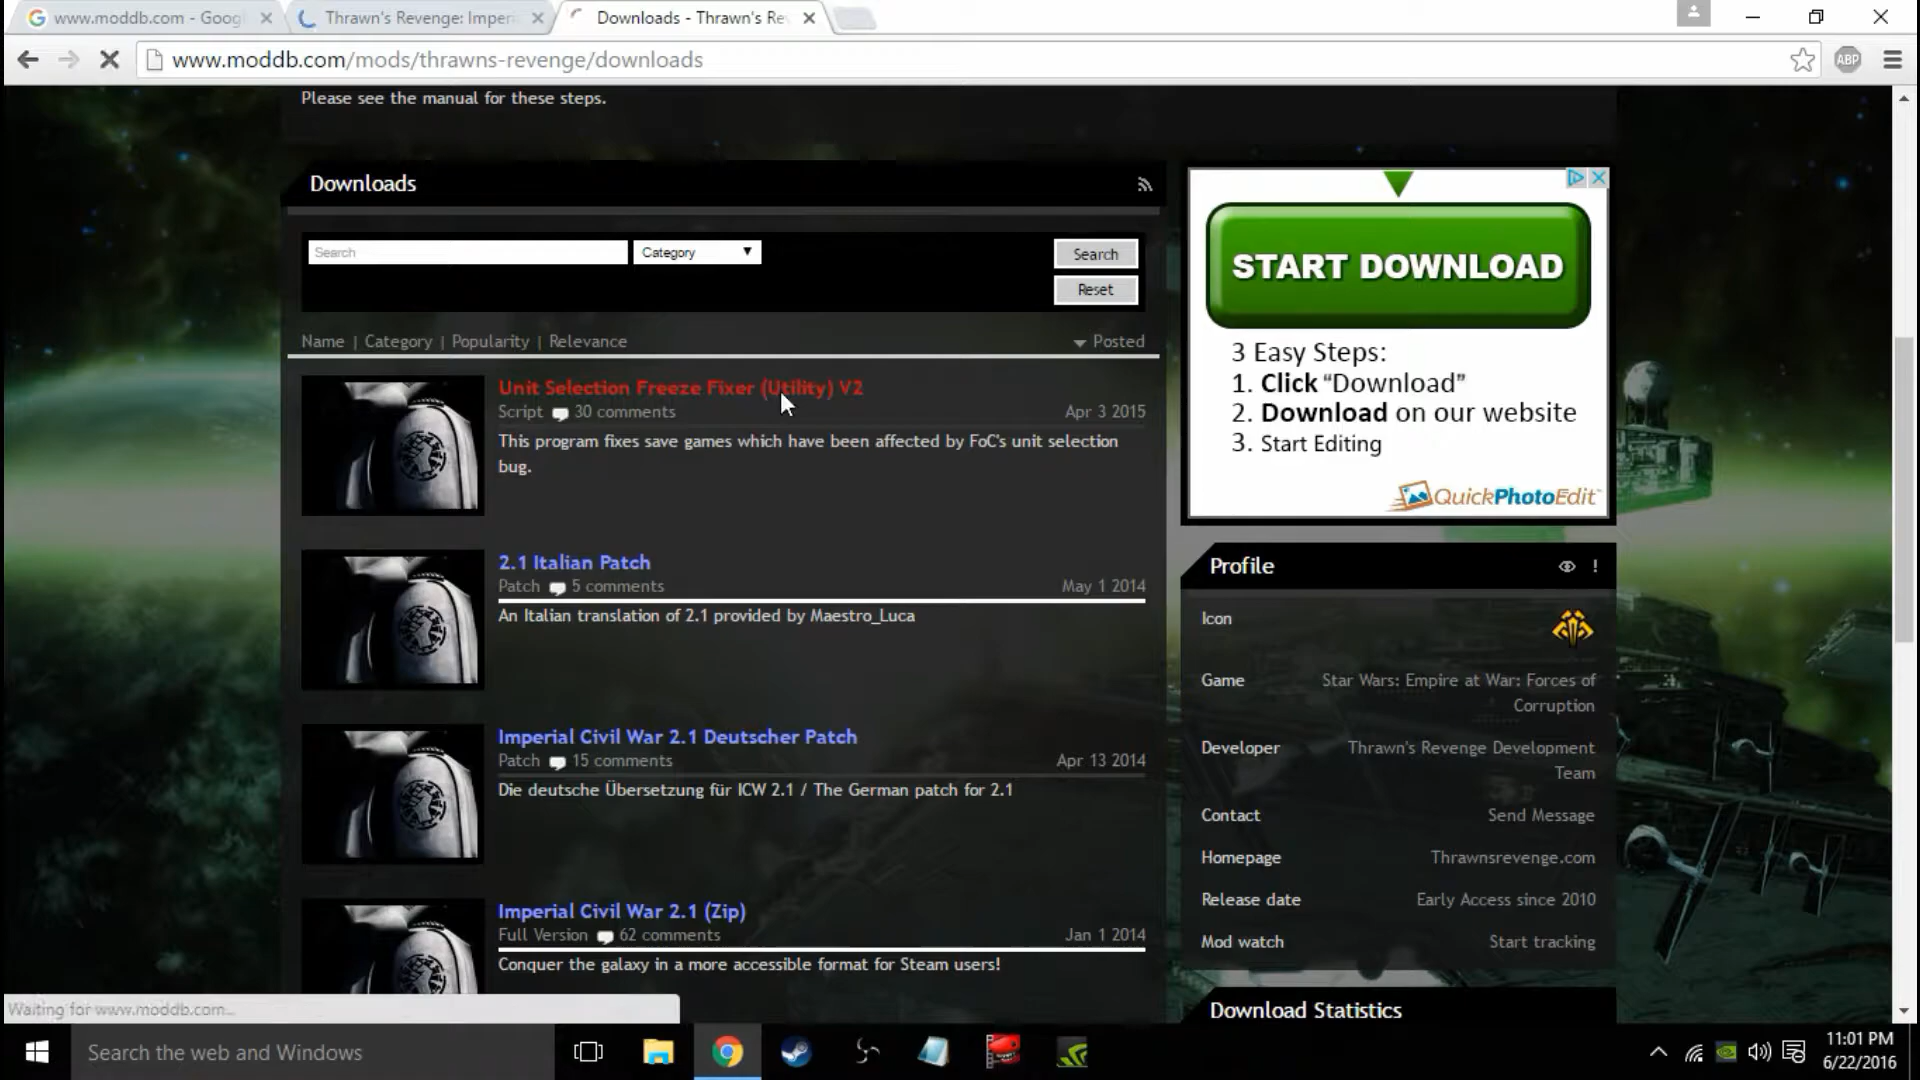 www.moddb.com - Goog
Thrawn's Revenge: Imper
Downloads - Thrawn's Re
www.moddb.com/mods/thrawns-revenge/downloads
ABP
Please see the manual for these steps.
Downloads
Search
Category
Search
Reset
Name | Category | Popularity | Relevance
Posted
Unit Selection Freeze Fixer (Utility) V2
Script 30 comments
Apr 3 2015
This program fixes save games which have been affected by FoC's unit selection
bug.
2.1 Italian Patch
Patch 5 comments
May 1 2014
An Italian translation of 2.1 provided by Maestro_Luca
Imperial Civil War 2.1 Deutscher Patch
Patch 15 comments
Apr 13 2014
Die deutsche Übersetzung für ICW 2.1 / The German patch for 2.1
Imperial Civil War 2.1 (Zip)
Full Version 62 comments
Jan 1 2014
Conquer the galaxy in a more accessible format for Steam users!
START DOWNLOAD
3 Easy Steps:
1. Click “Download”
2. Download on our website
3. Start Editing
QuickPhotoEdit™
Profile
Icon
Game
Star Wars: Empire at War: Forces of
Corruption
Developer
Thrawn's Revenge Development
Team
Contact
Send Message
Homepage
Thrawnsrevenge.com
Release date
Early Access since 2010
Mod watch
Start tracking
Download Statistics
Waiting for www.moddb.com...
Search the web and Windows
11:01 PM
6/22/2016